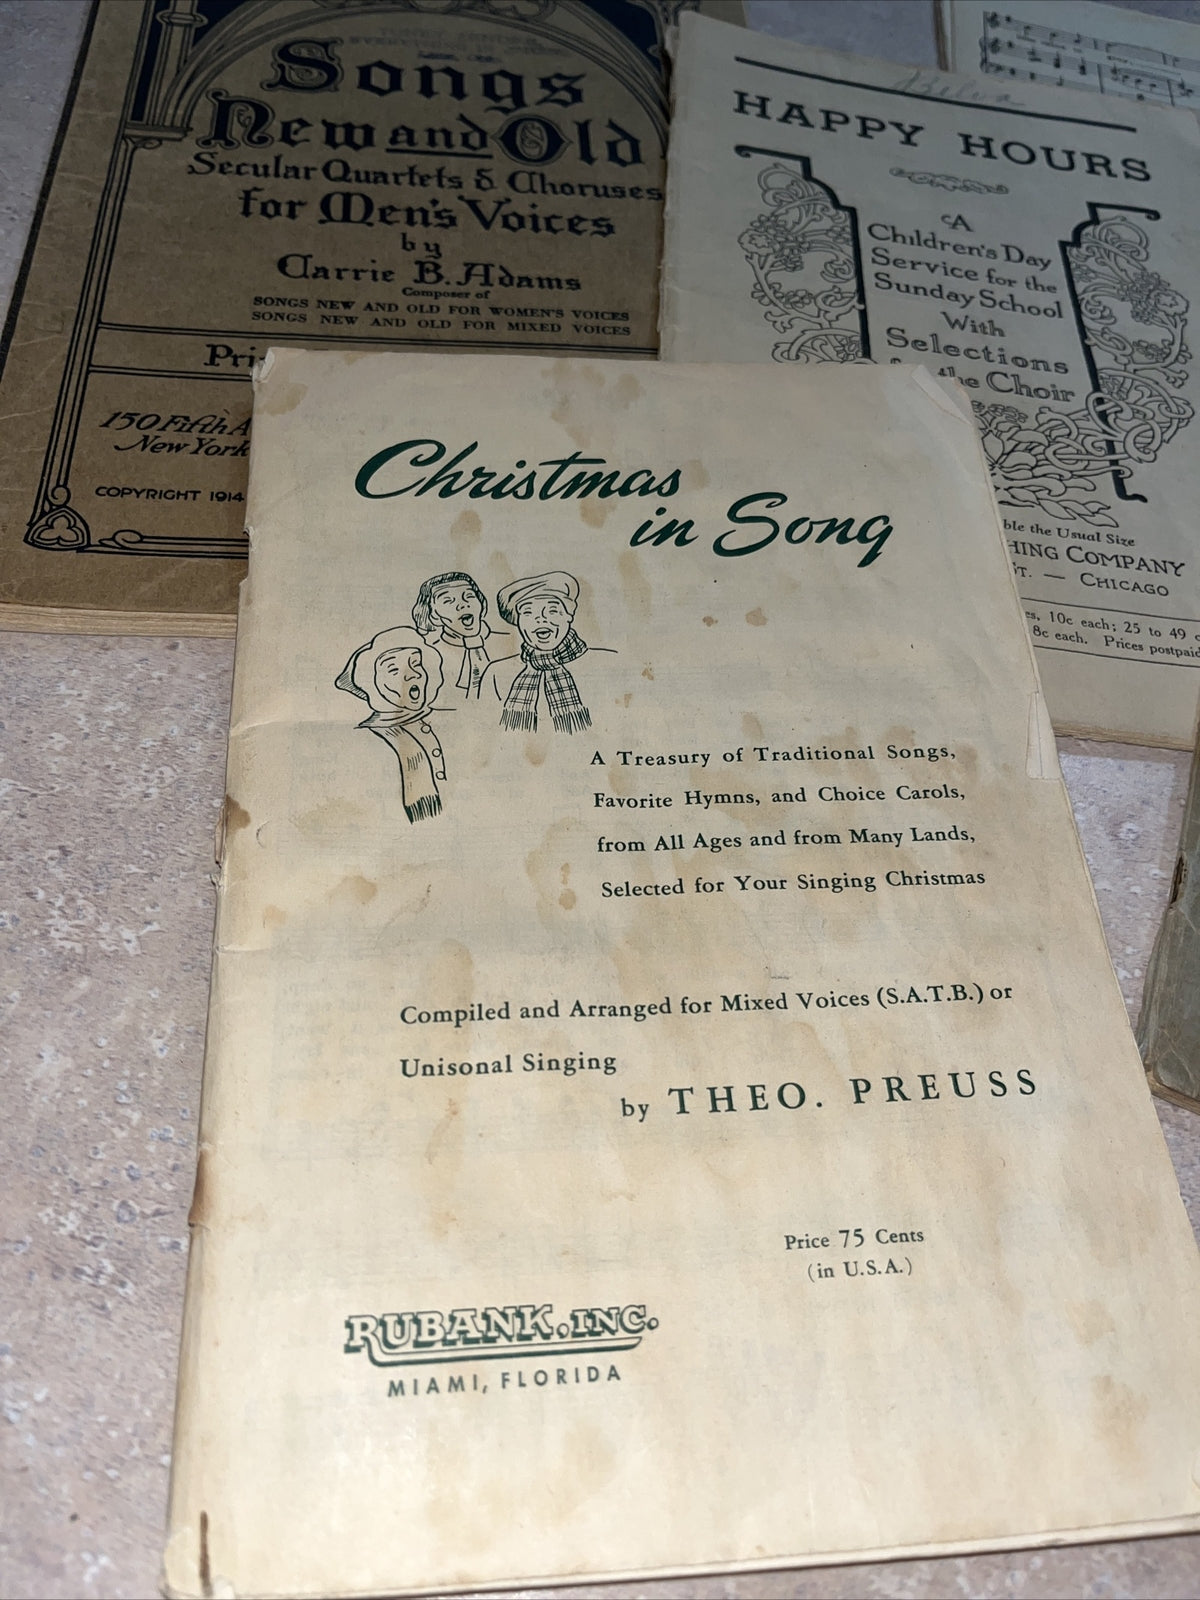 Songs
New and Old
Secular Quartets & Choruses
for Men's Voices
by
Carrie B. Adams
Composer of
SONGS NEW AND OLD FOR WOMEN'S VOICES
SONGS NEW AND OLD FOR MIXED VOICES
Pri
150 Fifth A
New York
COPYRIGHT 1914
HAPPY HOURS
A
Children's Day
Service for the
Sunday School
With
Selections
the Choir
ble the Usual Size
HING COMPANY
ST. — CHICAGO
es, 10c each; 25 to 49 c
8c each. Prices postpaid
Christmas
in Song
A Treasury of Traditional Songs,
Favorite Hymns, and Choice Carols,
from All Ages and from Many Lands,
Selected for Your Singing Christmas
Compiled and Arranged for Mixed Voices (S.A.T.B.) or
Unisonal Singing
by THEO. PREUSS
Price 75 Cents
(in U.S.A.)
RUBANK, INC.
MIAMI, FLORIDA